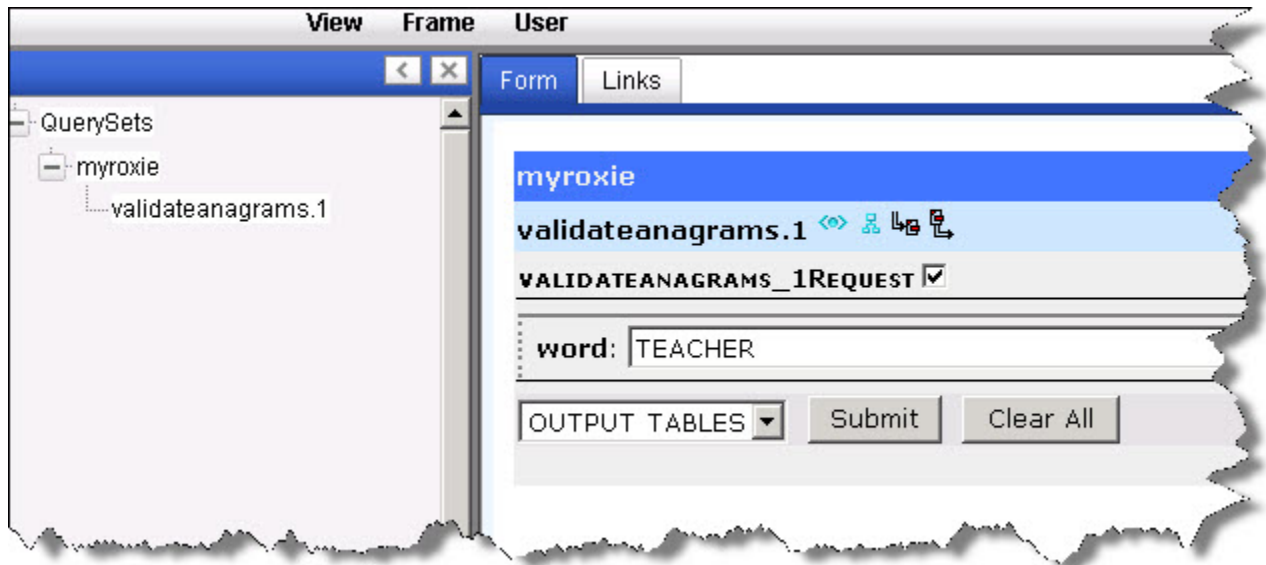 View Frame User
Form Links
QuerySets
myroxie
validateanagrams.1
myroxie
validateanagrams.1
VALIDATEANAGRAMS_1REQUEST
word: TEACHER
OUTPUT TABLES Submit Clear All